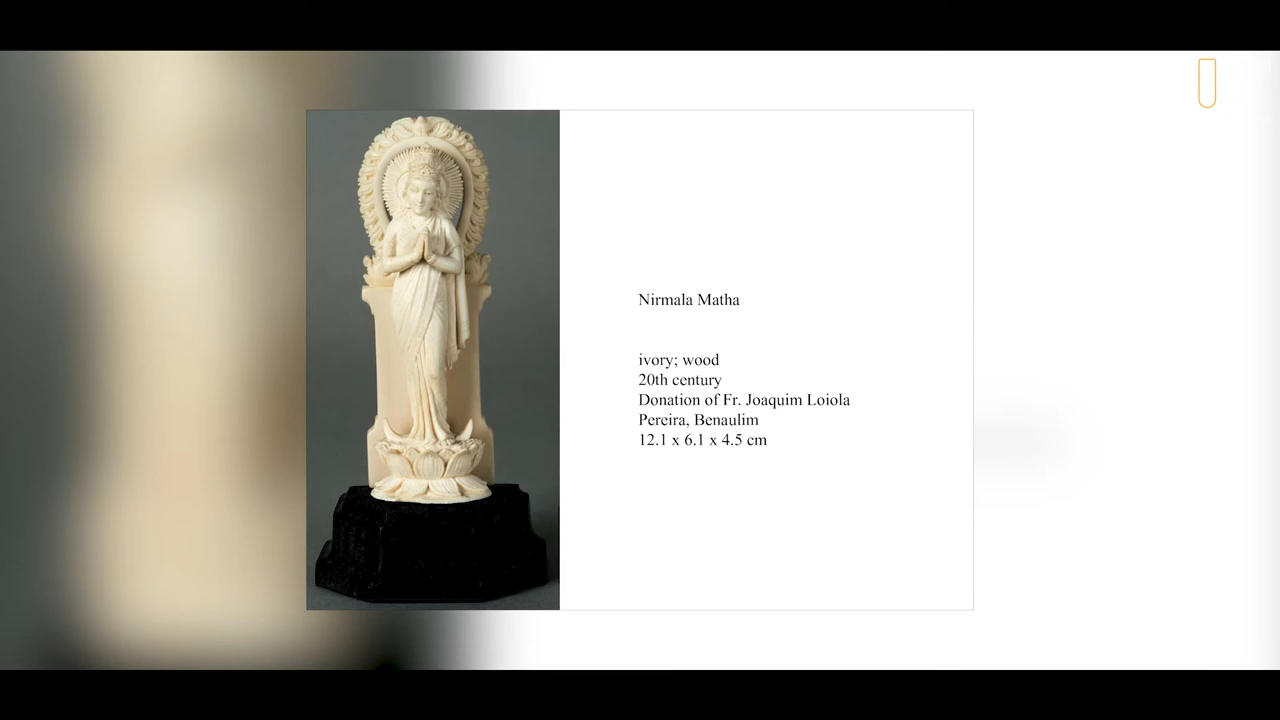 Nirmala Matha
ivory; wood
20th century
Donation of Fr. Joaquim Loiola
Pereira, Benaulim
12.1 x 6.1 x 4.5 cm